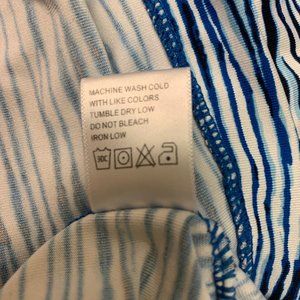 MACHINE WASH COLD
WITH LIKE COLORS
TUMBLE DRY LOW
DO NOT BLEACH
IRON LOW
30C